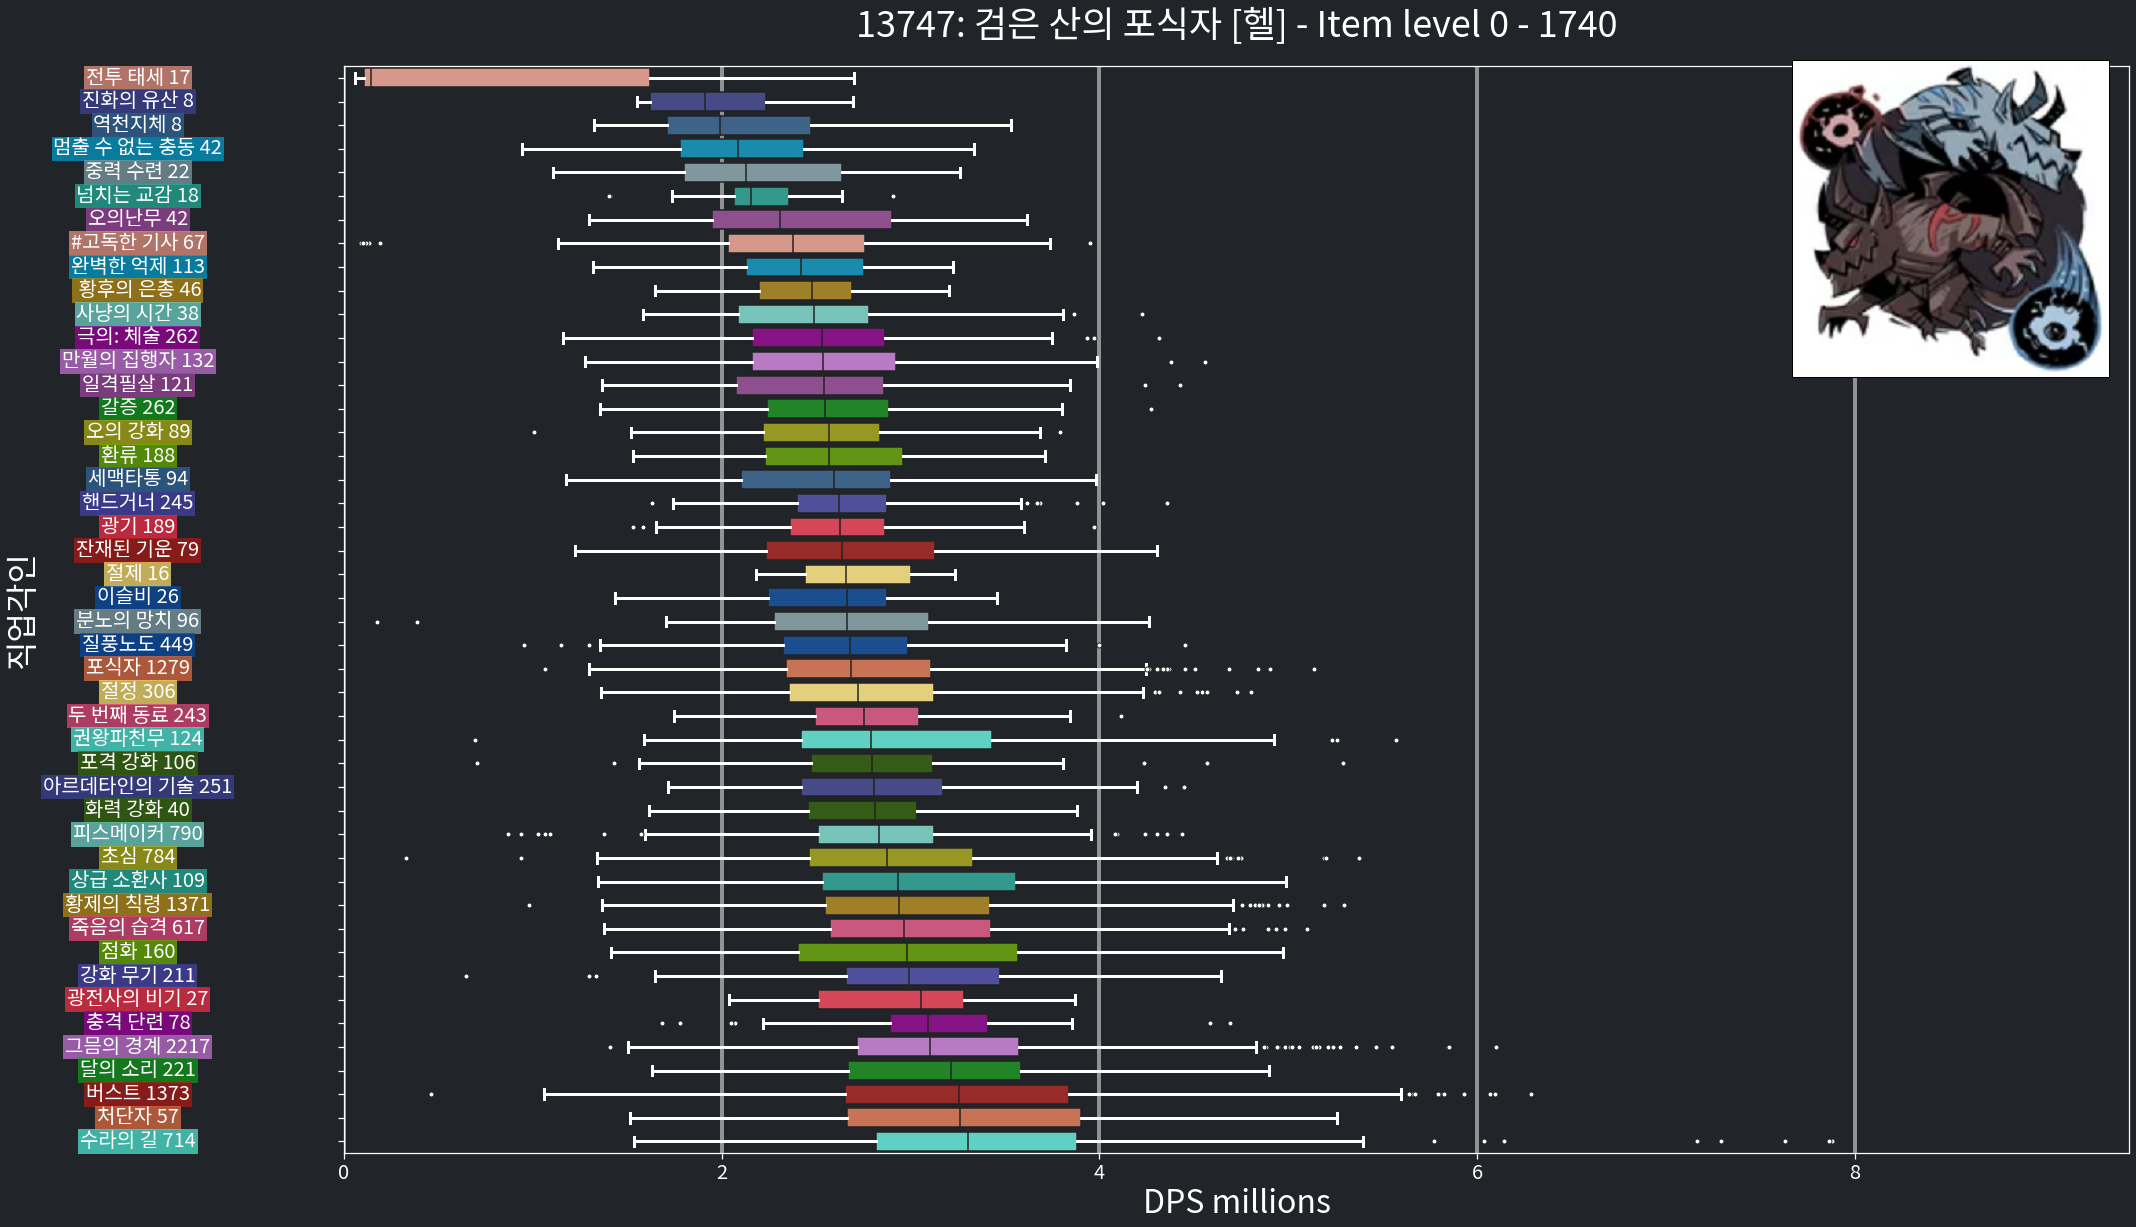 13747: 검은 산의 포식자 [헬] - Item level 0 - 1740
전투 태세 17
진화의 유산 8
역천지체 8
멈출 수 없는 충동 42
중력 수련 22
넘치는 교감 18
오의난무 42
#고독한 기사 67
완벽한 억제 113
황후의 은총 46
사냥의 시간 38
극의: 체술 262
만월의 집행자 132
일격필살 121
갈증 262
오의 강화 89
환류 188
세맥타통 94
핸드거너 245
광기 189
잔재된 기운 79
절제 16
이슬비 26
분노의 망치 96
질풍노도 449
포식자 1279
절정 306
두 번째 동료 243
권왕파천무 124
포격 강화 106
아르데타인의 기술 251
화력 강화 40
피스메이커 790
초심 784
상급 소환사 109
황제의 칙령 1371
죽음의 습격 617
점화 160
강화 무기 211
광전사의 비기 27
충격 단련 78
그믐의 경계 2217
달의 소리 221
버스트 1373
처단자 57
수라의 길 714
직업각인
0 2 4 6 8
DPS millions